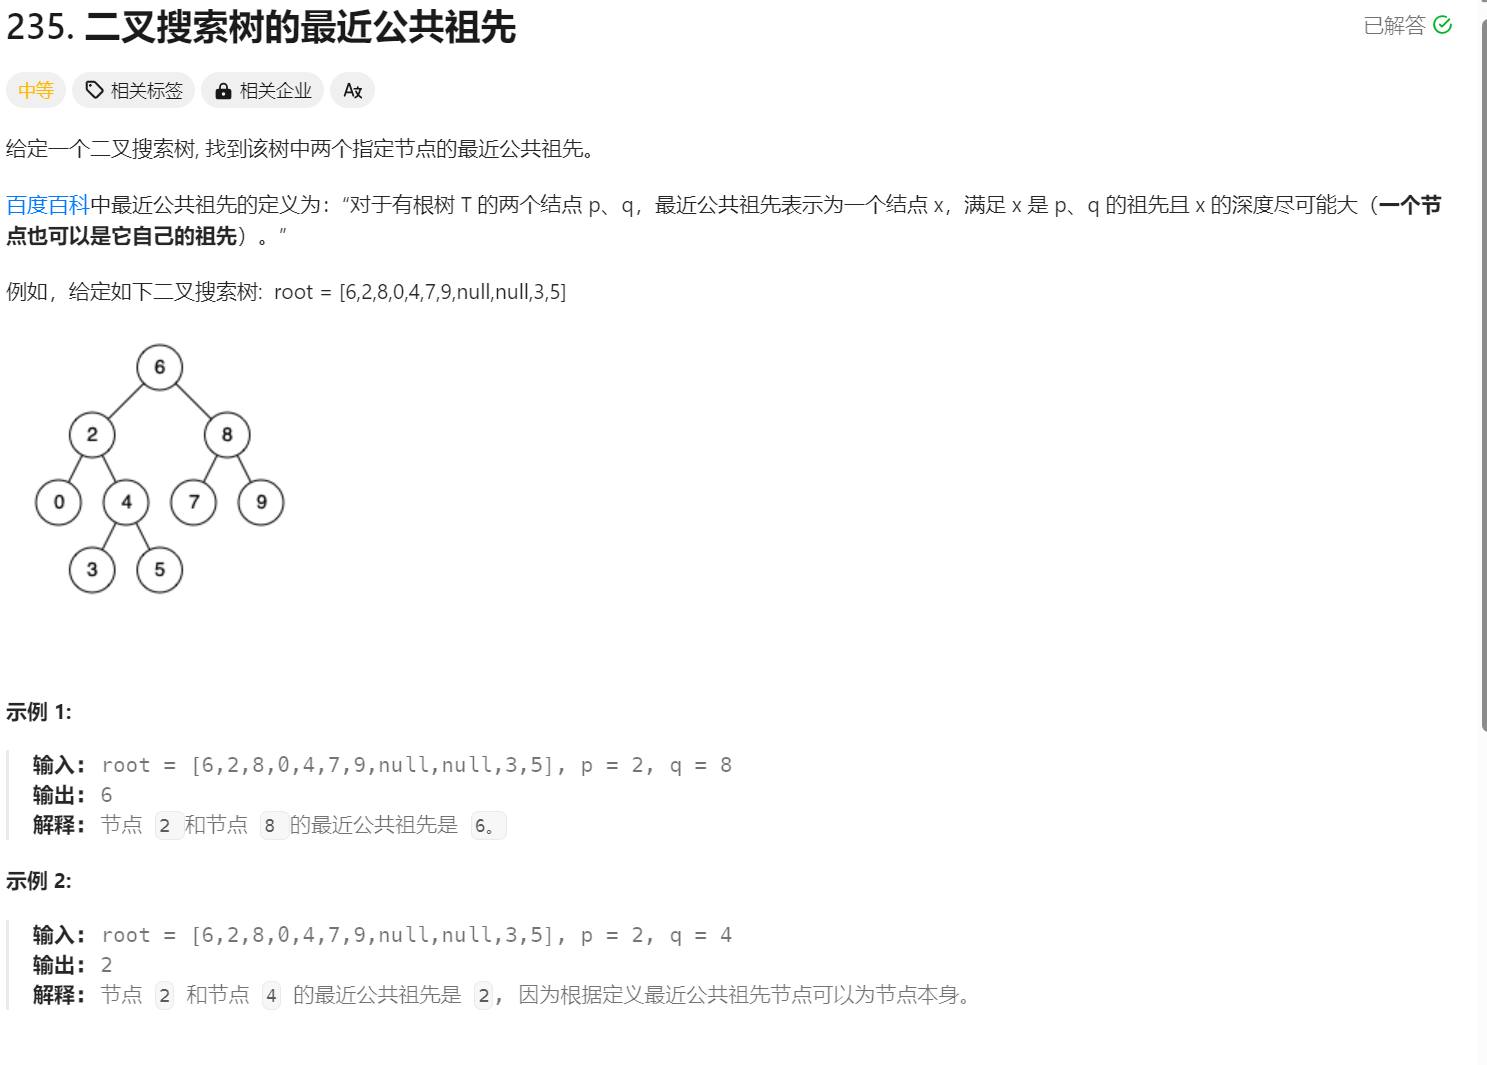 235. 二叉搜索树的最近公共祖先
已解答
中等 相关标签 相关企业 Aあ
给定一个二叉搜索树, 找到该树中两个指定节点的最近公共祖先。
百度百科中最近公共祖先的定义为：“对于有根树 T 的两个结点 p、q，最近公共祖先表示为一个结点 x，满足 x 是 p、q 的祖先且 x 的深度尽可能大（一个节
点也可以是它自己的祖先）。”
例如，给定如下二叉搜索树: root = [6,2,8,0,4,7,9,null,null,3,5]
6
2 8
0 4 7 9
3 5
示例 1:
输入: root = [6,2,8,0,4,7,9,null,null,3,5], p = 2, q = 8
输出: 6
解释: 节点 2 和节点 8 的最近公共祖先是 6。
示例 2:
输入: root = [6,2,8,0,4,7,9,null,null,3,5], p = 2, q = 4
输出: 2
解释: 节点 2 和节点 4 的最近公共祖先是 2, 因为根据定义最近公共祖先节点可以为节点本身。